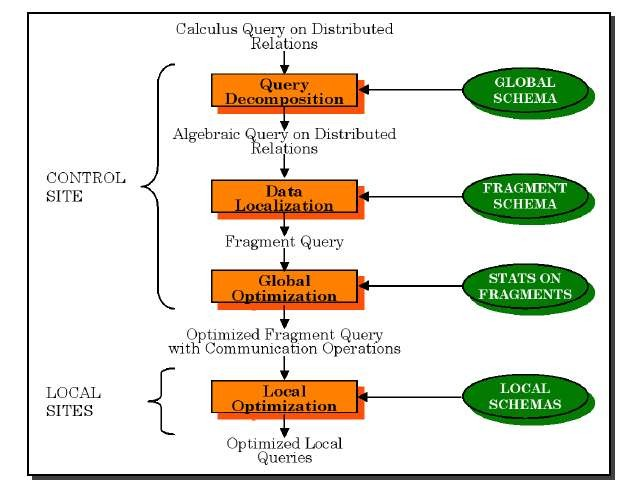 Calculus Query on Distributed
Relations
Query
Decomposition
GLOBAL
SCHEMA
Algebraic Query on Distributed
Relations
CONTROL
SITE
Data
Localization
FRAGMENT
SCHEMA
Fragment Query
Global
Optimization
STATS ON
FRAGMENTS
Optimized Fragment Query
with Communication Operations
LOCAL
SITES
Local
Optimization
LOCAL
SCHEMAS
Optimized Local
Queries